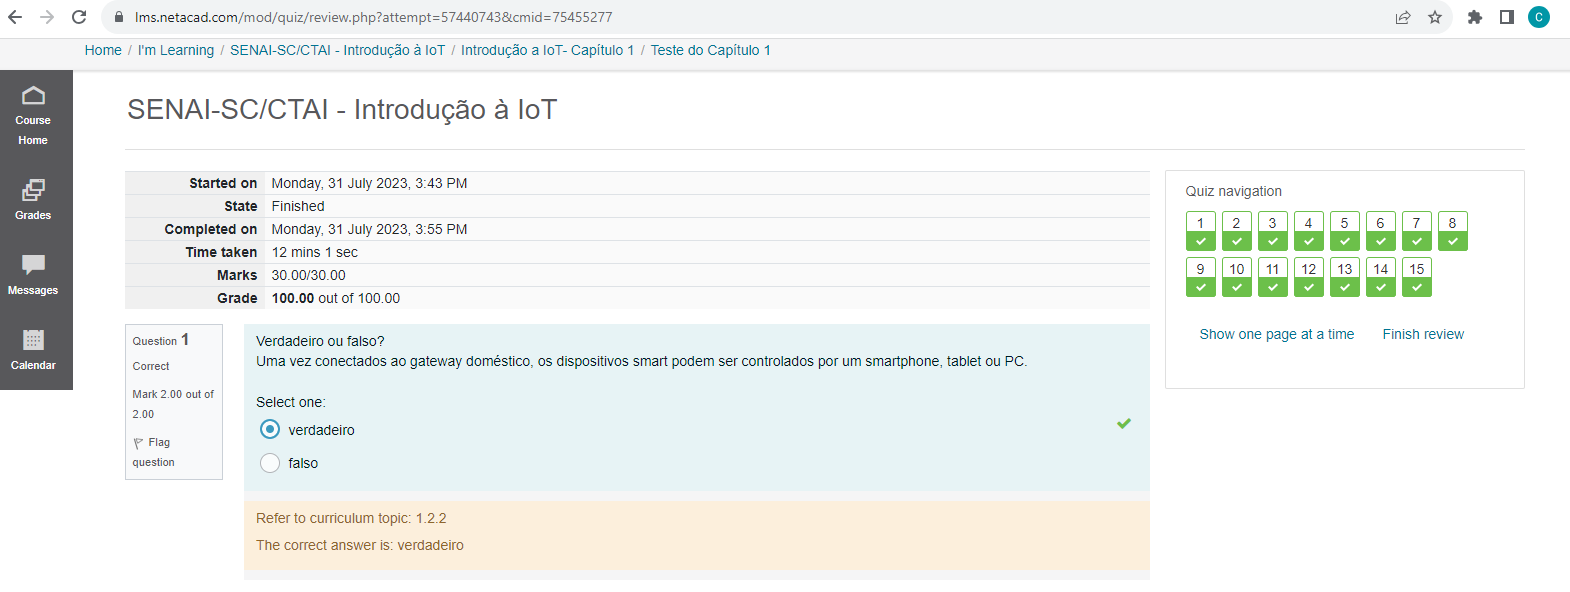 lms.netacad.com/mod/quiz/review.php?attempt=57440743&cmid=75455277
C
Home / I'm Learning / SENAI-SC/CTAI - Introdução à IoT / Introdução a IoT- Capítulo 1 / Teste do Capítulo 1
Course
Home
Grades
Messages
Calendar
SENAI-SC/CTAI - Introdução à IoT
Started on Monday, 31 July 2023, 3:43 PM
State Finished
Completed on Monday, 31 July 2023, 3:55 PM
Time taken 12 mins 1 sec
Marks 30.00/30.00
Grade 100.00 out of 100.00
Question 1
Correct
Mark 2.00 out of
2.00
Flag
question
Verdadeiro ou falso?
Uma vez conectados ao gateway doméstico, os dispositivos smart podem ser controlados por um smartphone, tablet ou PC.
Select one:
verdadeiro
falso
Refer to curriculum topic: 1.2.2
The correct answer is: verdadeiro
Quiz navigation
1 2 3 4 5 6 7 8
9 10 11 12 13 14 15
Show one page at a time Finish review